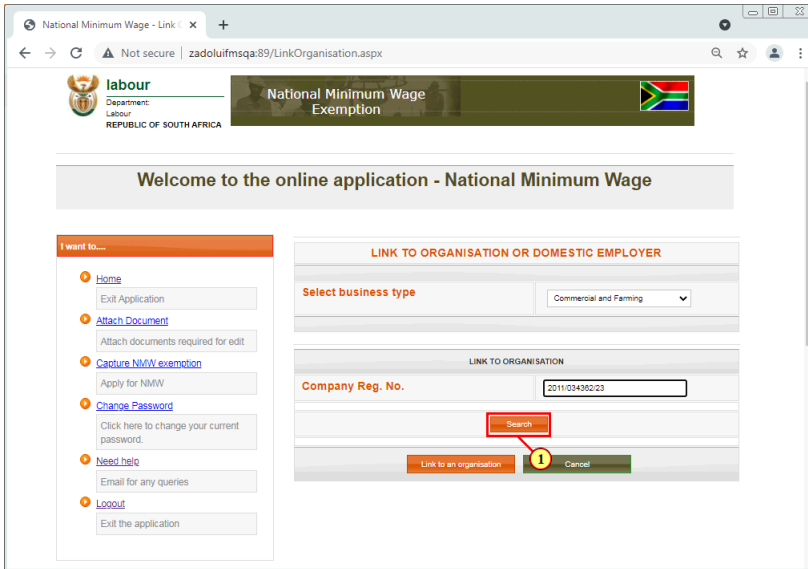 National Minimum Wage - Link
Not secure | zadoluifmsqa:89/LinkOrganisation.aspx
labour
Department:
Labour
REPUBLIC OF SOUTH AFRICA
National Minimum Wage
Exemption
Welcome to the online application - National Minimum Wage
I want to....
Home
Exit Application
Attach Document
Attach documents required for edit
Capture NMW exemption
Apply for NMW
Change Password
Click here to change your current
password.
Need help
Email for any queries
Logout
Exit the application
LINK TO ORGANISATION OR DOMESTIC EMPLOYER
Select business type
Commercial and Farming
LINK TO ORGANISATION
Company Reg. No.
2011/034362/23
Search
1
Link to an organisation
Cancel